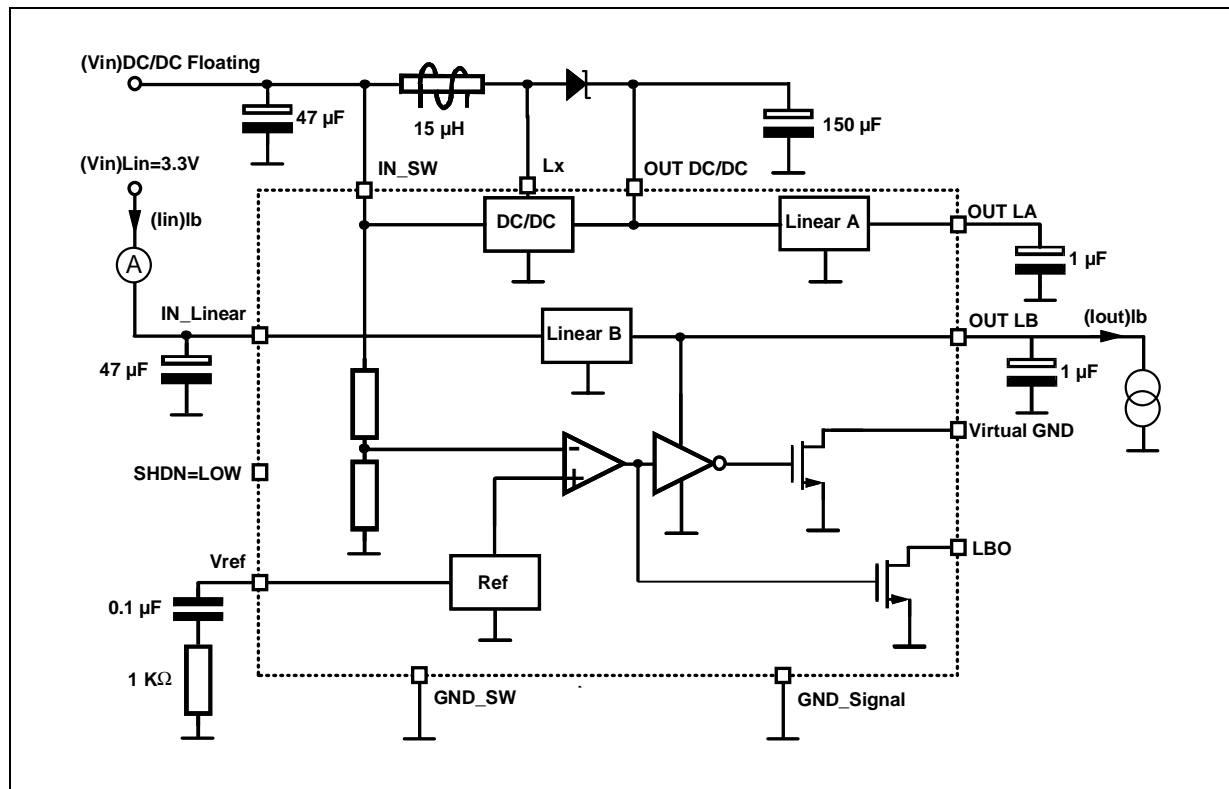 (Vin)DC/DC Floating
47 µF
15 µH
150 µF
(Vin)Lin=3.3V
IN_SW
Lx
OUT DC/DC
(Iin)lb
DC/DC
Linear A
OUT LA
A
1 µF
IN_Linear
Linear B
OUT LB
(Iout)lb
47 µF
1 µF
Virtual GND
-
+
SHDN=LOW
LBO
Vref
Ref
0.1 µF
1 KΩ
GND_SW
GND_Signal